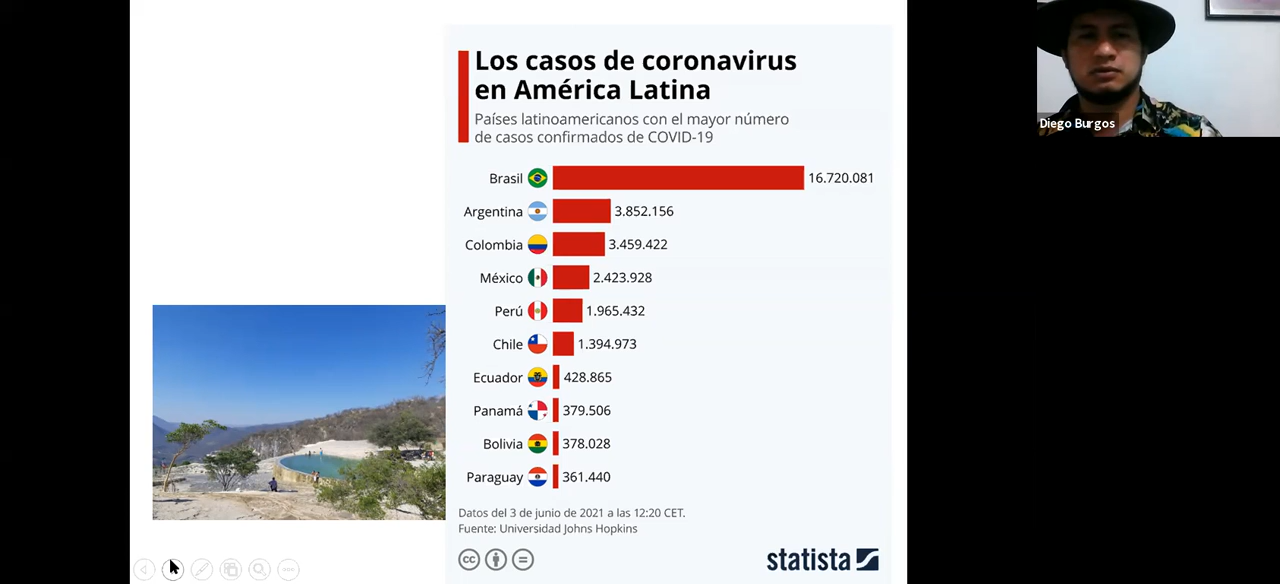 Los casos de coronavirus
en América Latina
Países latinoamericanos con el mayor número
de casos confirmados de COVID-19
Brasil 16.720.081
Argentina 3.852.156
Colombia 3.459.422
México 2.423.928
Perú 1.965.432
Chile 1.394.973
Ecuador 428.865
Panamá 379.506
Bolivia 378.028
Paraguay 361.440
Datos del 3 de junio de 2021 a las 12:20 CET.
Fuente: Universidad Johns Hopkins
cc
statista
Diego Burgos